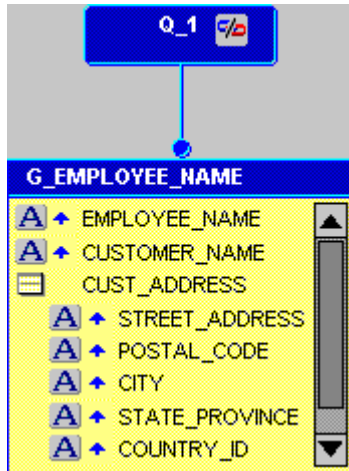 Q_1
G_EMPLOYEE_NAME
A EMPLOYEE_NAME
A CUSTOMER_NAME
CUST_ADDRESS
A STREET_ADDRESS
A POSTAL_CODE
A CITY
A STATE_PROVINCE
A COUNTRY_ID